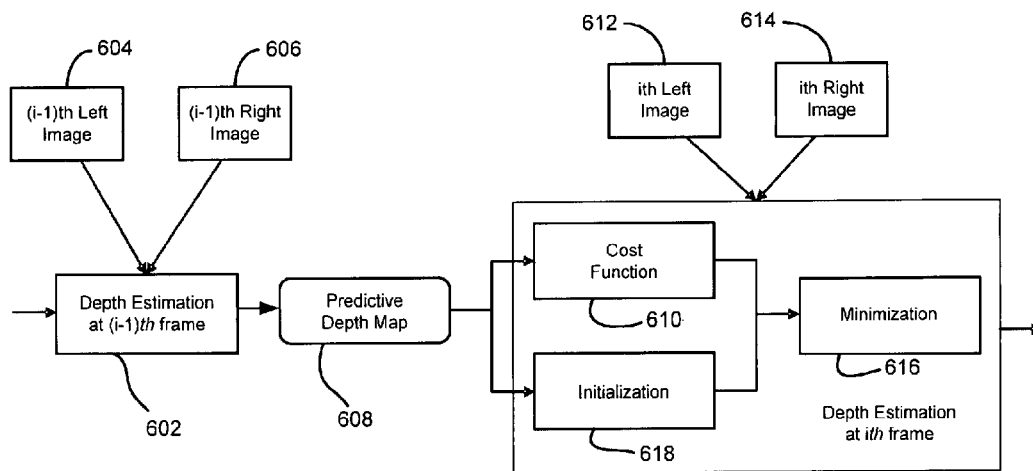 604
606
612
614
(i-1)th Left
Image
(i-1)th Right
Image
ith Left
Image
ith Right
Image
Depth Estimation
at (i-1)th frame
602
Predictive
Depth Map
608
Cost
Function
610
Initialization
618
Minimization
616
Depth Estimation
at ith frame